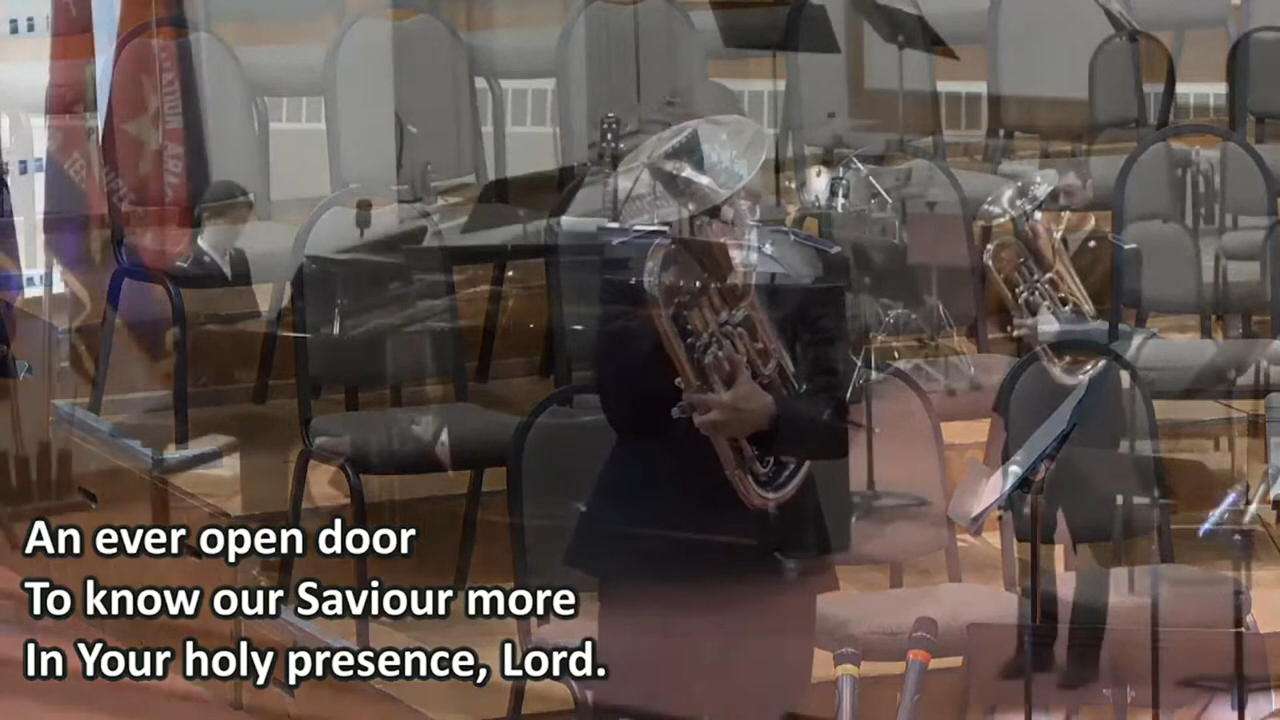 An ever open door
To know our Saviour more
In Your holy presence, Lord.